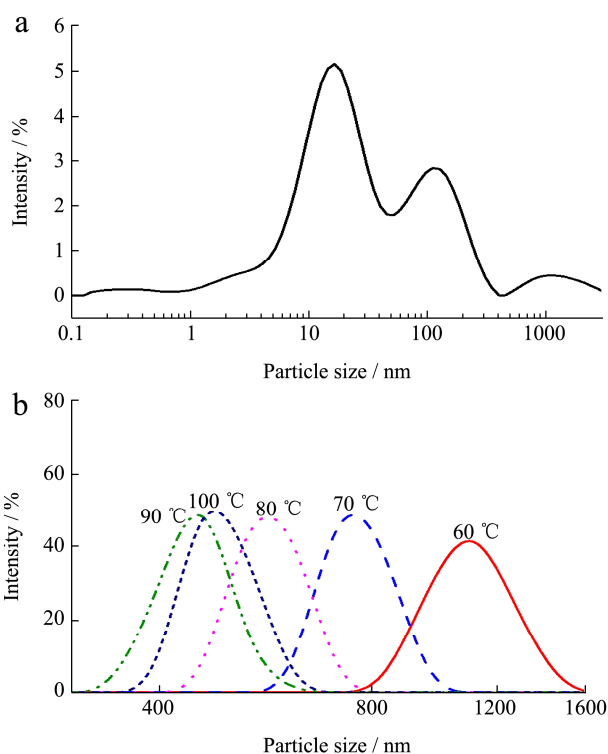 a
6
5
4
3
2
1
0
Intensity / %
0.1 1 10 100 1000
Particle size / nm
b
80
60
40
20
0
Intensity / %
90 ℃ 100 ℃ 80 ℃ 70 ℃ 60 ℃
400 800 1200 1600
Particle size / nm